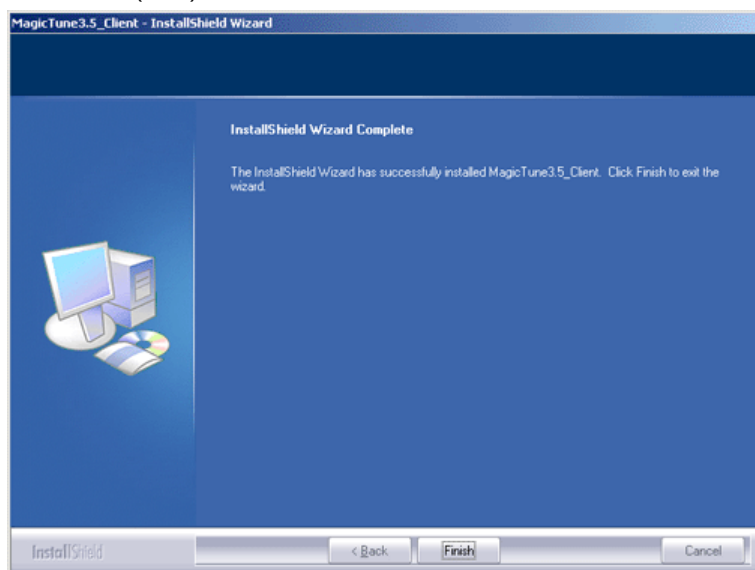 MagicTune3.5_Client - InstallShield Wizard
InstallShield Wizard Complete
The InstallShield Wizard has successfully installed MagicTune3.5_Client. Click Finish to exit the
wizard.
InstallShield
< Back
Finish
Cancel